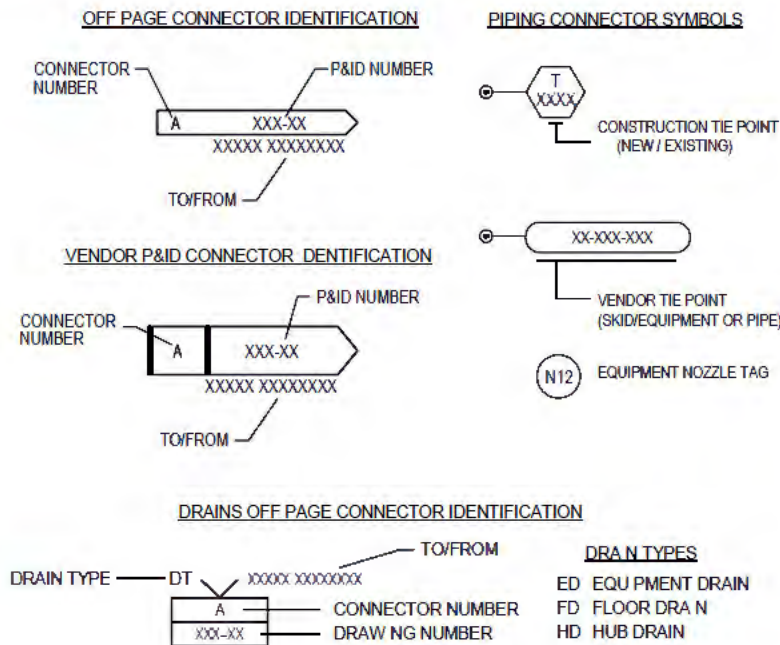 OFF PAGE CONNECTOR IDENTIFICATION
CONNECTOR
NUMBER
P&ID NUMBER
A
XXX-XX
XXXXX XXXXXXXX
TO/FROM
VENDOR P&ID CONNECTOR DENTIFICATION
CONNECTOR
NUMBER
P&ID NUMBER
A
XXX-XX
XXXXX XXXXXXXX
TO/FROM
PIPING CONNECTOR SYMBOLS
T
XXXX
CONSTRUCTION TIE POINT
(NEW / EXISTING)
XX-XXX-XXX
VENDOR TIE POINT
(SKID/EQUIPMENT OR PIPE)
N12 EQUIPMENT NOZZLE TAG
DRAINS OFF PAGE CONNECTOR IDENTIFICATION
TO/FROM
DRAIN TYPE DT XXXXX XXXXXXXX
A CONNECTOR NUMBER
XXX-XX DRAW NG NUMBER
DRA N TYPES
ED EQU PMENT DRAIN
FD FLOOR DRA N
HD HUB DRAIN